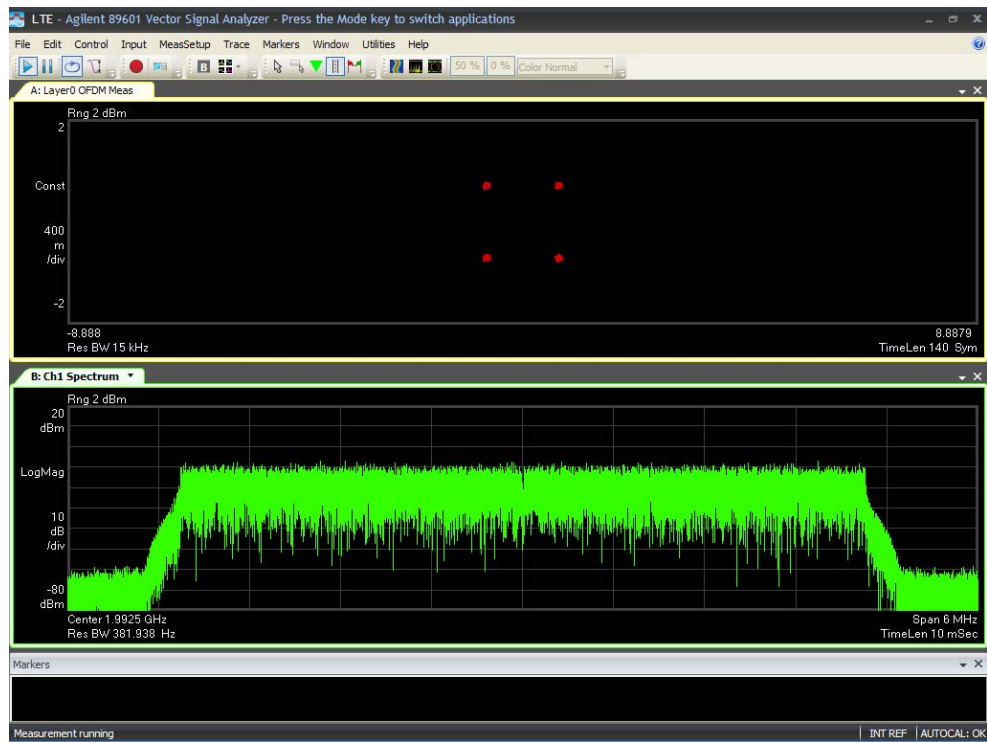 LTE - Agilent 89601 Vector Signal Analyzer - Press the Mode key to switch applications
File Edit Control Input MeasSetup Trace Markers Window Utilities Help
B 50 % 0 % Color Normal
A: Layer0 OFDM Meas
Rng 2 dBm
2
Const
400
m
/div
-2
-8.888 8.8879
Res BW 15 kHz TimeLen 140 Sym
B: Ch1 Spectrum
Rng 2 dBm
20
dBm
LogMag
10
dB
/div
-80
dBm
Center 1.9925 GHz Span 6 MHz
Res BW 381.938 Hz TimeLen 10 mSec
Markers
Measurement running INT REF AUTOCAL: OK